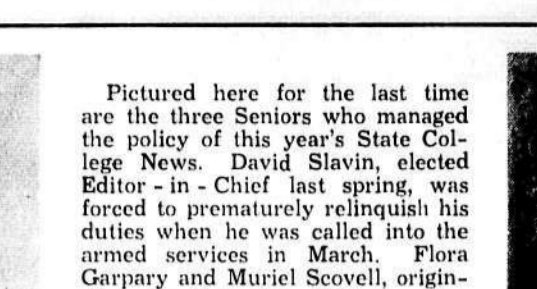 Pictured here for the last time
are the three Seniors who managed
the policy of this year's State Col-
lege News. David Slavin, elected
Editor - in - Chief last spring, was
forced to prematurely relinquish his
duties when he was called into the
armed services in March. Flora
Garpary and Muriel Scovell, origin-